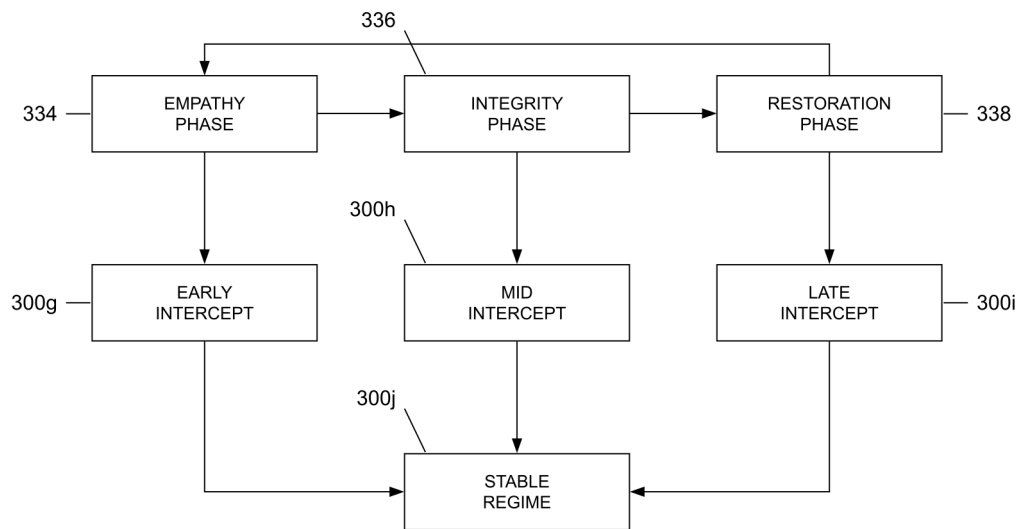 336
334
EMPATHY
PHASE
INTEGRITY
PHASE
RESTORATION
PHASE
338
300h
300g
EARLY
INTERCEPT
MID
INTERCEPT
LATE
INTERCEPT
300i
300j
STABLE
REGIME